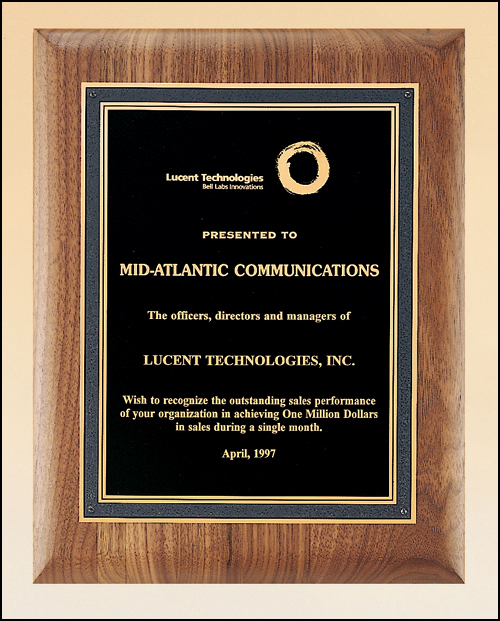 Lucent Technologies
Bell Labs Innovations
PRESENTED TO
MID-ATLANTIC COMMUNICATIONS
The officers, directors and managers of
LUCENT TECHNOLOGIES, INC.
Wish to recognize the outstanding sales performance
of your organization in achieving One Million Dollars
in sales during a single month.
April, 1997